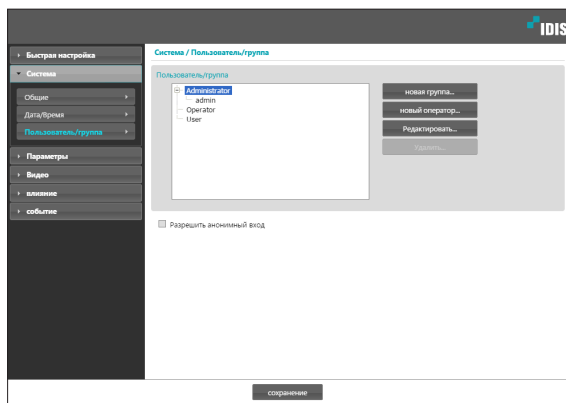 IDIS
Быстрая настройка
Система
Общие
Дата/Время
Пользователь/группа
Параметры
Видео
влияние
событие
Система / Пользователь/группа
Пользователь/группа
Administrator
admin
Operator
User
новая группа...
новый оператор...
Редактировать...
Удалить...
Разрешить анонимный вход
сохранение